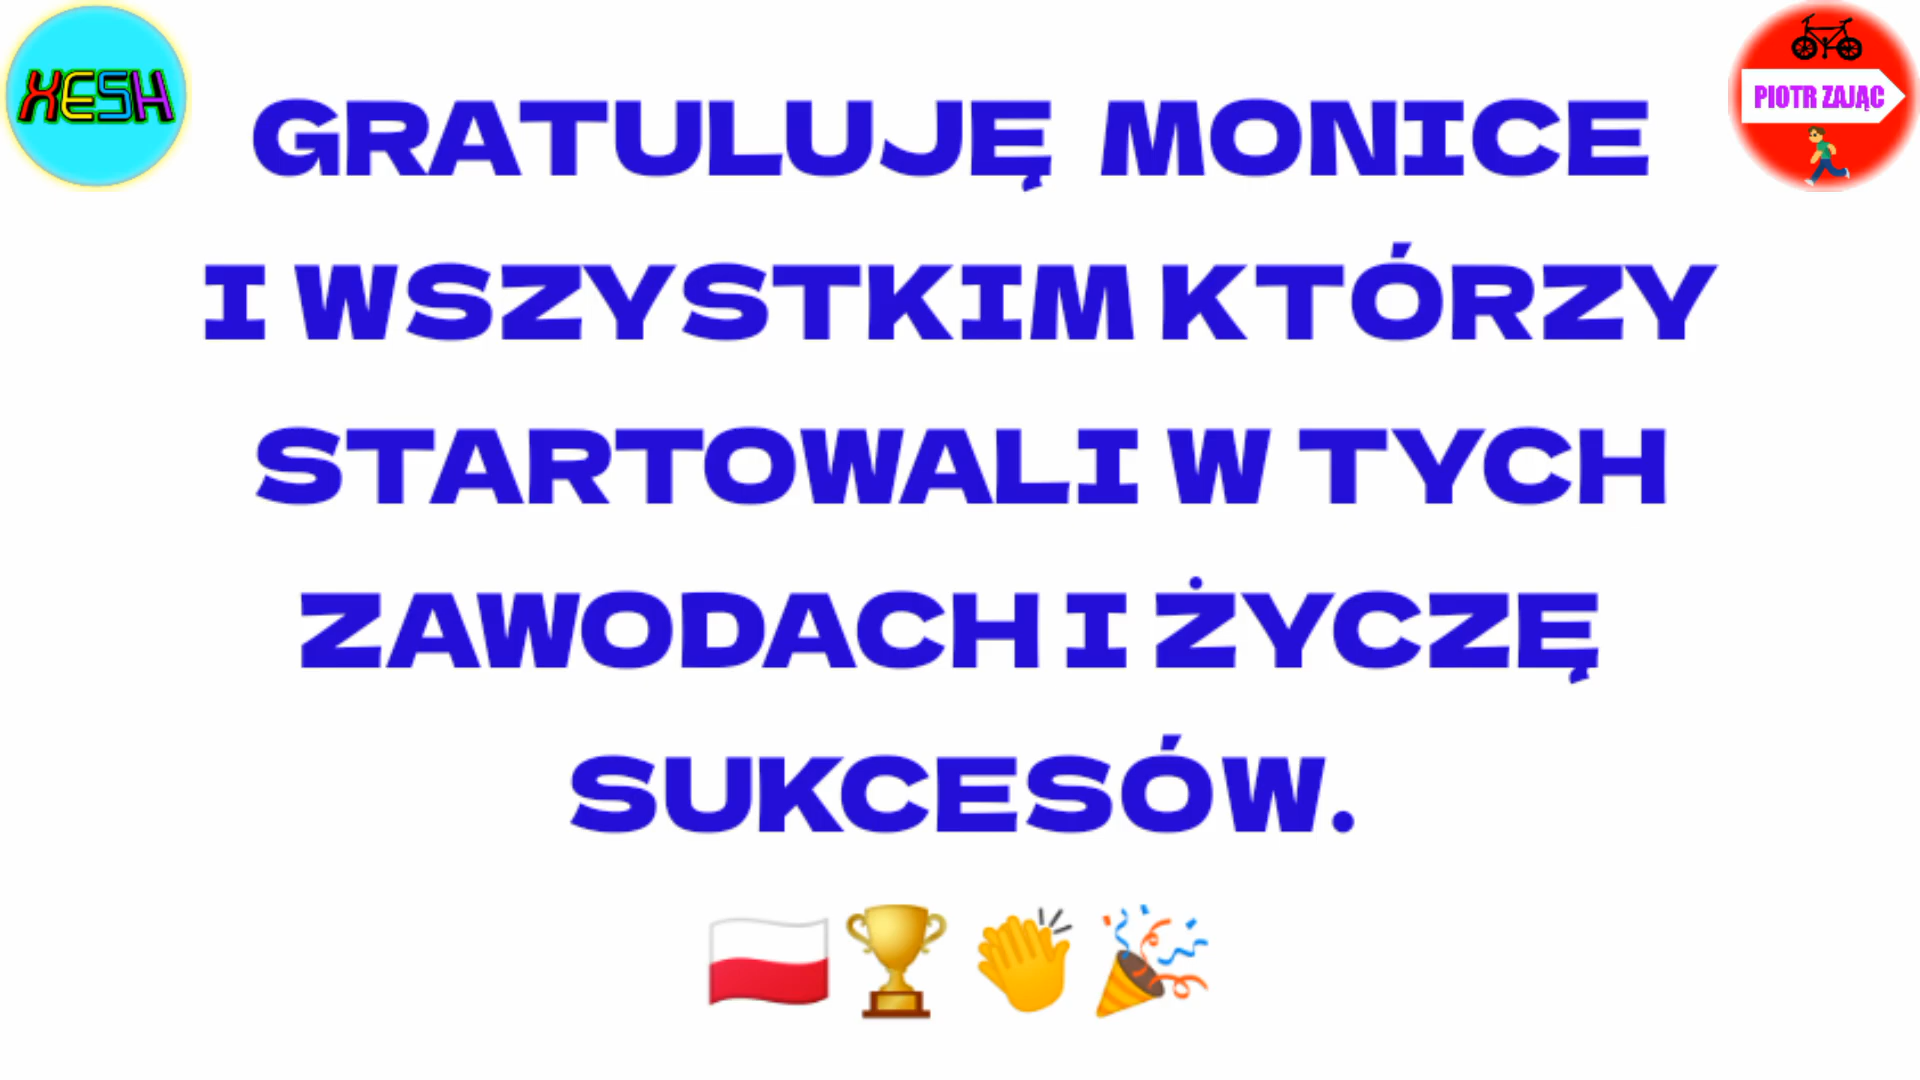 XESH
PIOTR ZAJĄC
GRATULUJĘ MONICE
I WSZYSTKIM KTÓRZY
STARTOWALI W TYCH
ZAWODACH I ŻYCZĘ
SUKCESÓW.